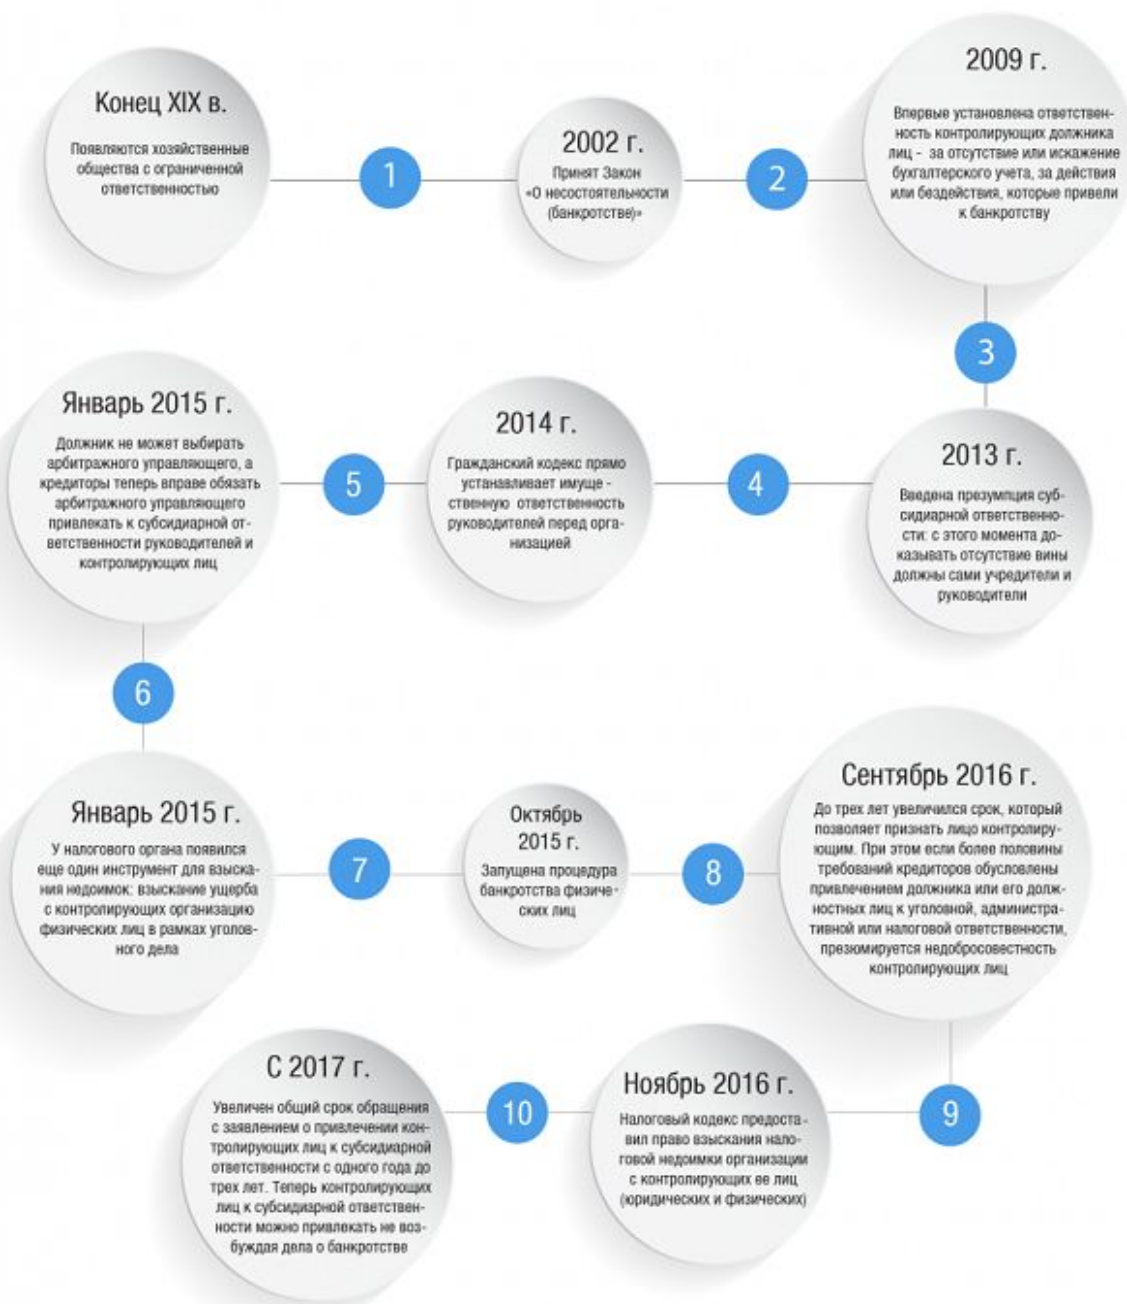 Конец XIX в.
Появляются хозяйственные
общества с ограниченной
ответственностью
1
2002 г.
Принят Закон
«О несостоятельности
(банкротстве)»
2
2009 г.
Впервые установлена ответствен-
ность контролирующих должника
лиц - за отсутствие или искажение
бухгалтерского учета, за действия
или бездействия, которые привели
к банкротству
3
2013 г.
Введена презумпция суб-
сидиарной ответственно-
сти: с этого момента до-
казывать отсутствие вины
должны сами учредители и
руководители
4
2014 г.
Гражданский кодекс прямо
устанавливает имуще -
ственную ответственность
руководителей перед орга-
низацией
5
Январь 2015 г.
Должник не может выбирать
арбитражного управляющего, а
кредиторы теперь вправе обязать
арбитражного управляющего
привлекать к субсидиарной от-
ветственности руководителей и
контролирующих лиц
6
Январь 2015 г.
У налогового органа появился
еще один инструмент для взыска-
ния недоимок: взыскание ущерба
с контролирующих организацию
физических лиц в рамках уголов-
ного дела
7
Октябрь
2015 г.
Запущена процедура
банкротства физиче-
ских лиц
8
Сентябрь 2016 г.
До трех лет увеличился срок, который
позволяет признать лицо контролиру-
ющим. При этом если более половины
требований кредиторов обусловлены
привлечением должника или его долж-
ностных лиц к уголовной, администра-
тивной или налоговой ответственности,
презюмируется недобросовестность
контролирующих лиц
9
Ноябрь 2016 г.
Налоговый кодекс предоста-
вил право взыскания нало-
говой недоимки организации
с контролирующих ее лиц
(юридических и физических)
10
С 2017 г.
Увеличен общий срок обращения
с заявлением о привлечении кон-
тролирующих лиц к субсидиарной
ответственности с одного года до
трех лет. Теперь контролирующих
лиц к субсидиарной ответствен-
ности можно привлекать не воз-
буждая дела о банкротстве